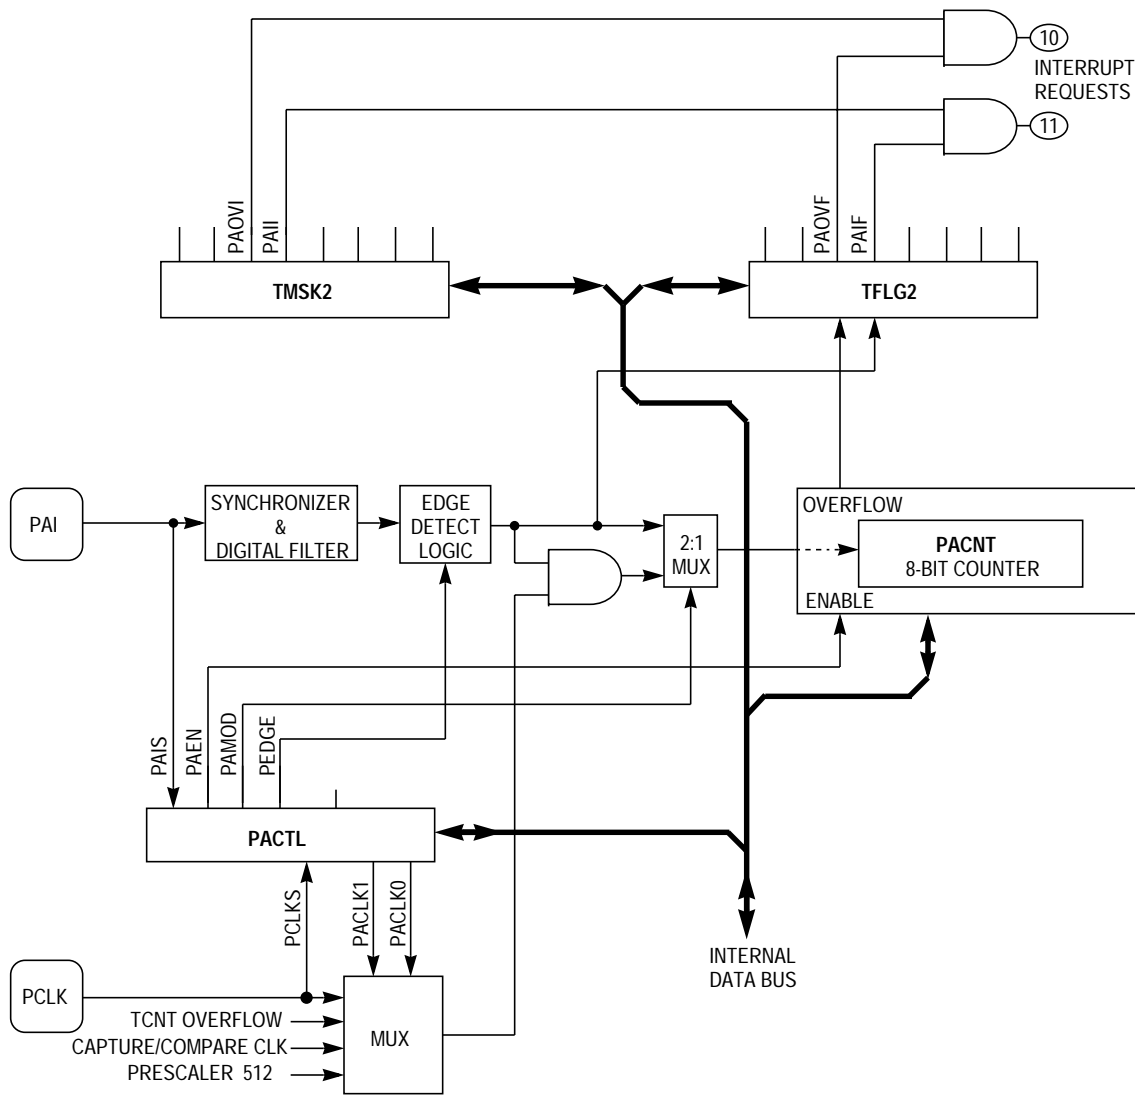 10
INTERRUPT
REQUESTS
11
PAOVI
PAII
PAOVF
PAIF
TMSK2
TFLG2
PAI
SYNCHRONIZER
&
DIGITAL FILTER
EDGE
DETECT
LOGIC
2:1
MUX
OVERFLOW
PACNT
8-BIT COUNTER
ENABLE
PAIS
PAEN
PAMOD
PEDGE
PACTL
PCLKS
PACLK1
PACLK0
INTERNAL
DATA BUS
PCLK
TCNT OVERFLOW
CAPTURE/COMPARE CLK
PRESCALER 512
MUX